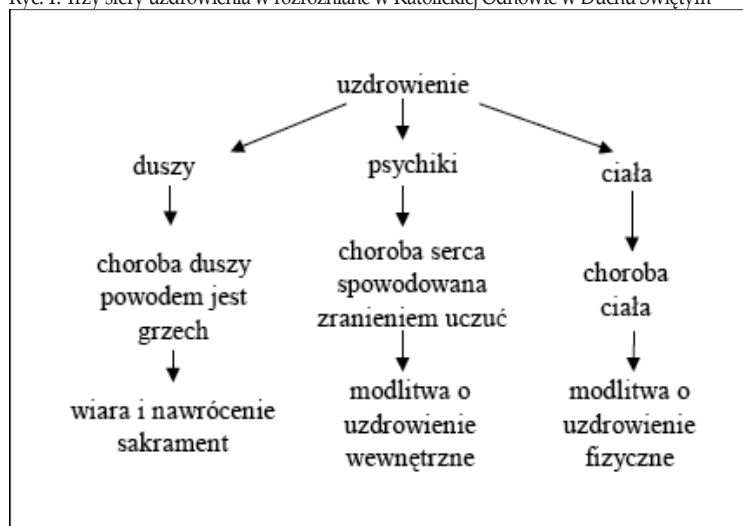 Ryc. 1. Trzy sfery uzdrowienia w rozróżniane w Katolickiej Odnowie w Duchu Świętym
uzdrowienie
duszy
psychiki
ciała
choroba duszy
powodem jest
grzech
choroba serca
spowodowana
zranieniem uczuć
choroba
ciała
wiara i nawrócenie
sakrament
modlitwa o
uzdrowienie
wewnętrzne
modlitwa o
uzdrowienie
fizyczne